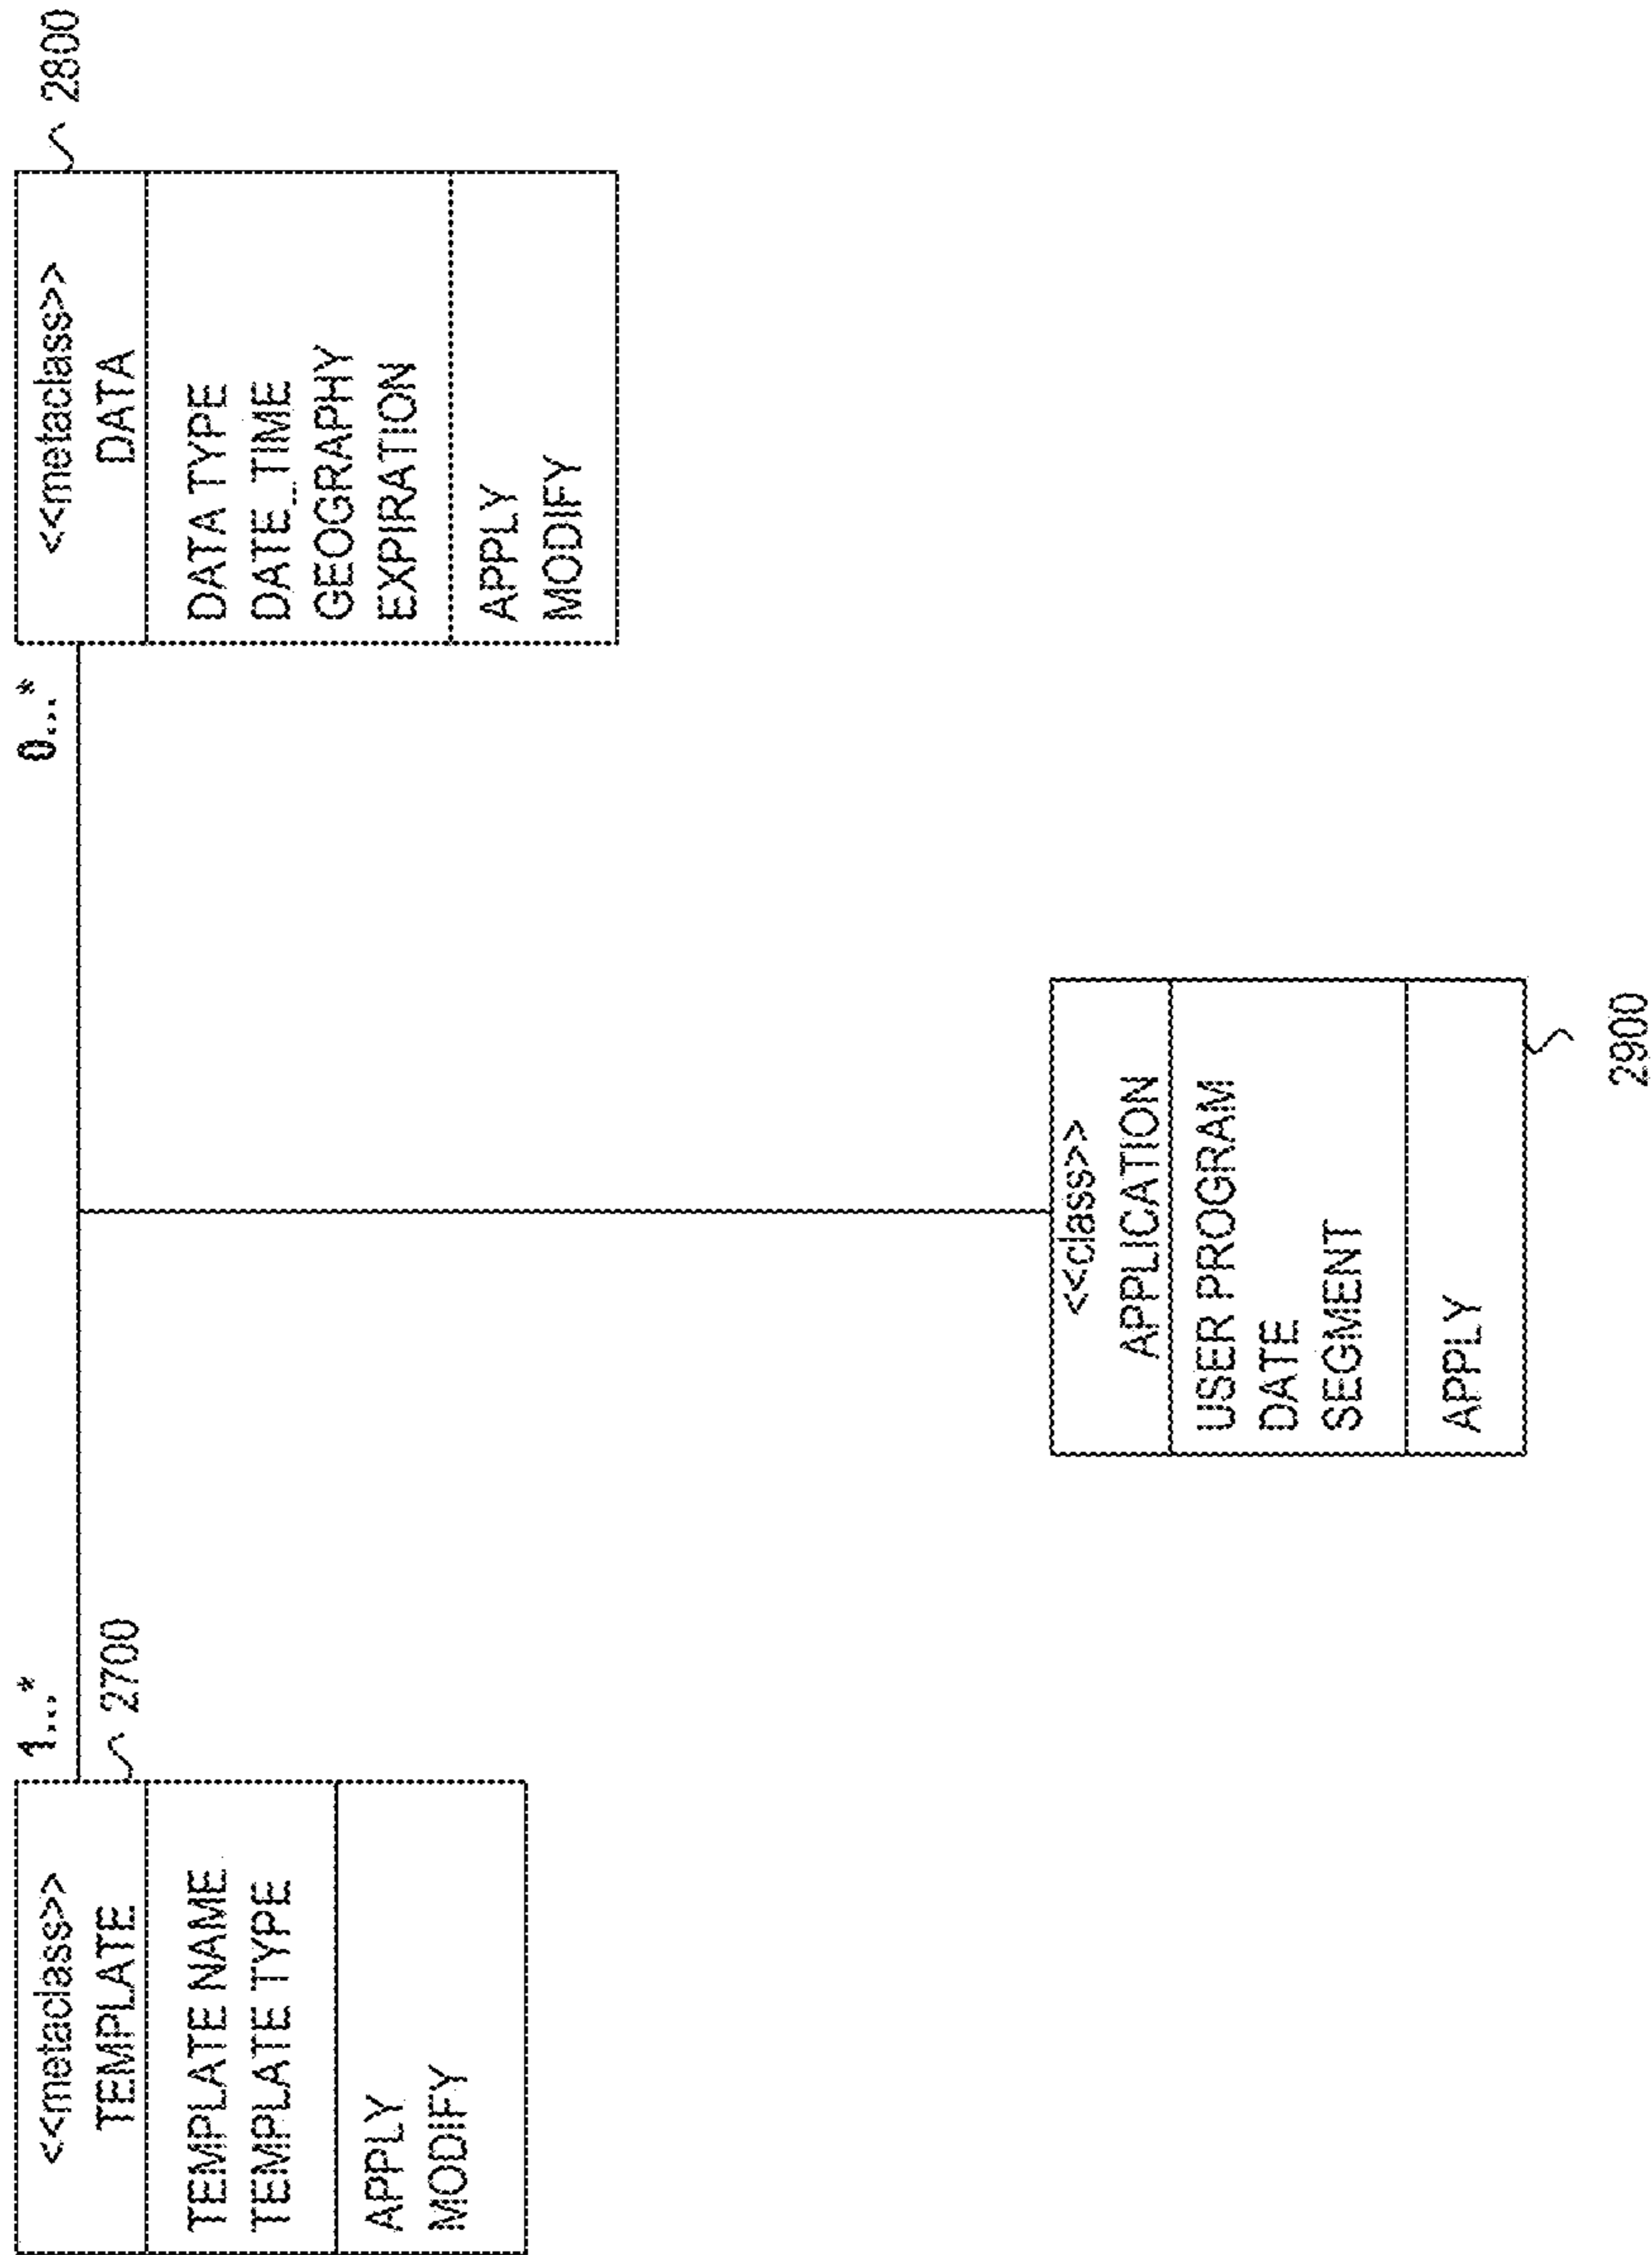 <<metaclass>>
TEMPLATE
TEMPLATE NAME
TEMPLATE TYPE
APPLY
MODIFY
1...*
2700
<<class>>
APPLICATION
USER PROGRAM
DATE
SEGMENT
APPLY
2900
0...*
<<metaclass>>
DATA
DATA TYPE
DATE_TIME
GEOGRAPHY
EXPIRATION
APPLY
MODIFY
2800